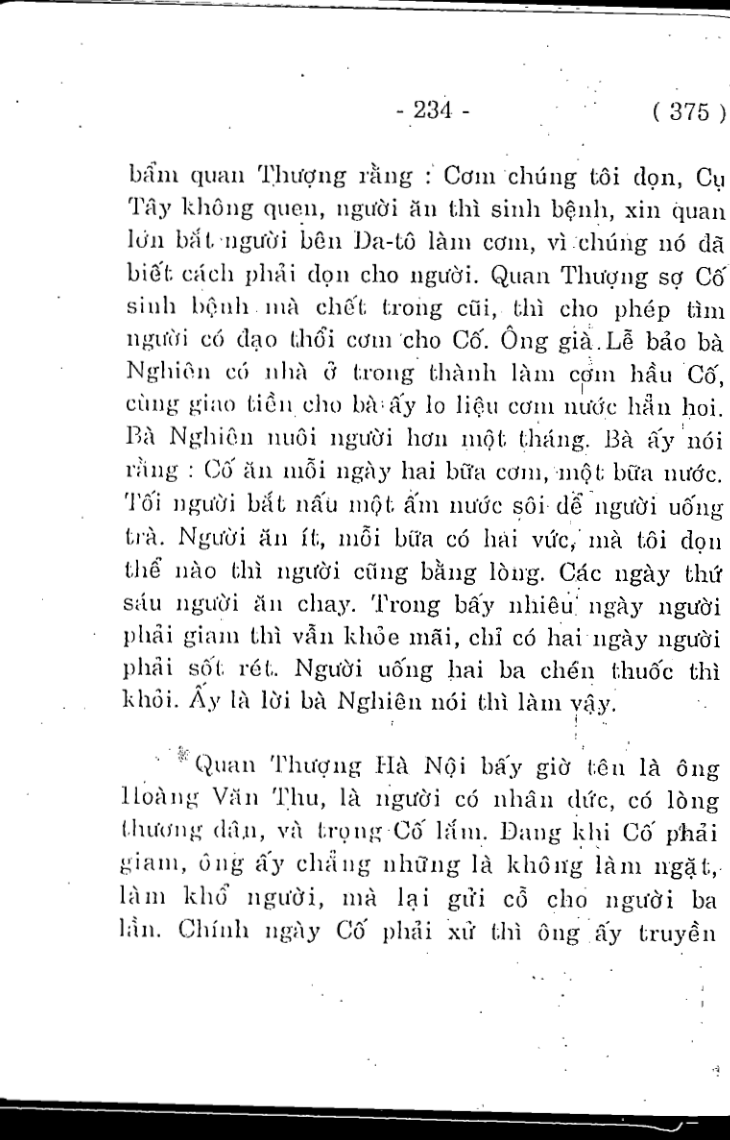 - 234 - ( 375 )
bẩm quan Thượng rằng : Cơm chúng tôi dọn, Cụ
Tây không quen, người ăn thì sinh bệnh, xin quan
lớn bắt người bên Da-tô làm cơm, vì chúng nó đã
biết cách phải dọn cho người. Quan Thượng sợ Cố
sinh bệnh mà chết trong cũi, thì cho phép tìm
người có đạo thổi cơm cho Cố. Ông già Lễ bảo bà
Nghiên có nhà ở trong thành làm cơm hầu Cố,
cùng giao tiền cho bà ấy lo liệu cơm nước hẳn hoi.
Bà Nghiên nuôi người hơn một tháng. Bà ấy nói
rằng : Cố ăn mỗi ngày hai bữa cơm, một bữa nước.
Tối người bắt nấu một ấm nước sôi để người uống
trà. Người ăn ít, mỗi bữa có hai vức, mà tôi dọn
thể nào thì người cũng bằng lòng. Các ngày thứ
sáu người ăn chay. Trong bấy nhiêu ngày người
phải giam thì vẫn khỏe mãi, chỉ có hai ngày người
phải sốt rét. Người uống hai ba chén thuốc thì
khỏi. Ấy là lời bà Nghiên nói thì làm vậy.
* Quan Thượng Hà Nội bấy giờ tên là ông
Hoàng Văn Thu, là người có nhân đức, có lòng
thương dân, và trọng Cố lắm. Đang khi Cố phải
giam, ông ấy chẳng những là không làm ngặt,
làm khổ người, mà lại gửi cỗ cho người ba
lần. Chính ngày Cố phải xử thì ông ấy truyền